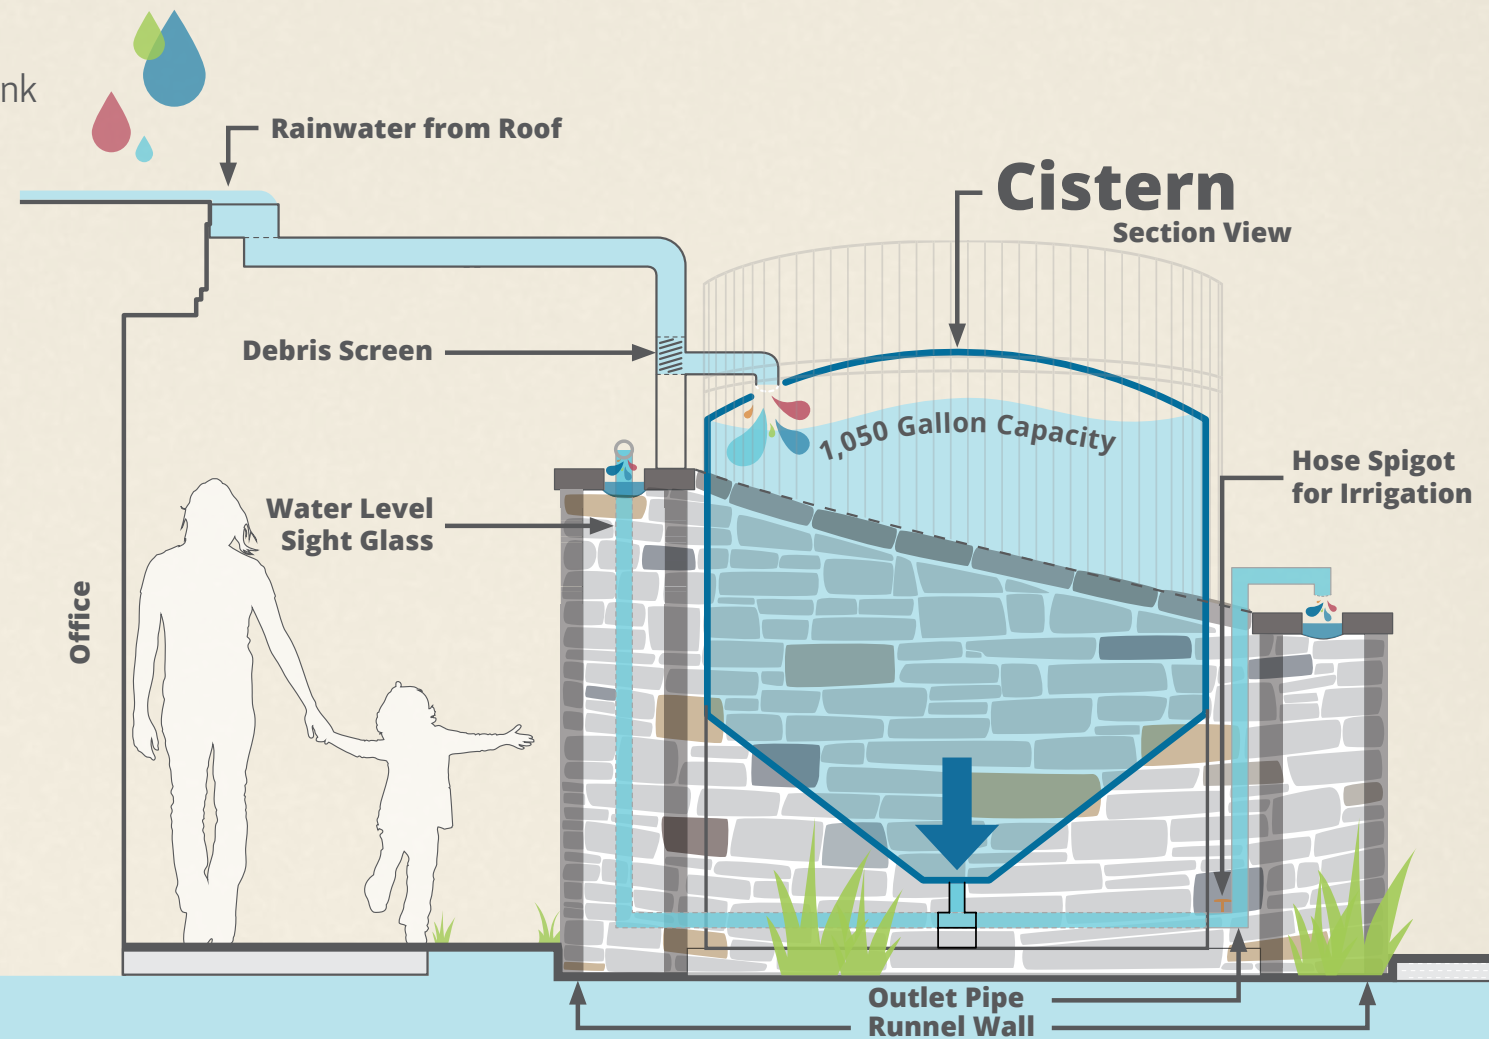 nk
Rainwater from Roof
Cistern
Section View
Debris Screen
1,050 Gallon Capacity
Hose Spigot
for Irrigation
Water Level
Sight Glass
Office
Outlet Pipe
Runnel Wall